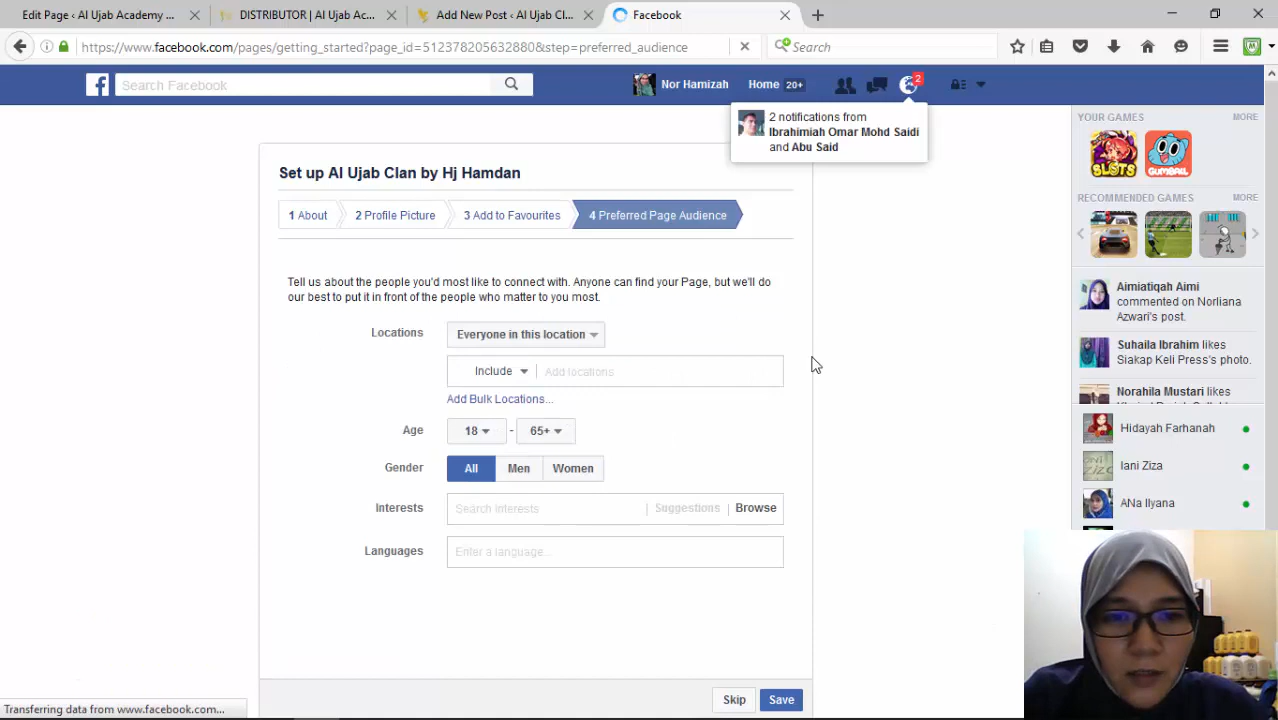 Edit Page ‹ Al Ujab Academy ...
DISTRIBUTOR | Al Ujab Ac...
Add New Post ‹ Al Ujab Cl...
Facebook
https://www.facebook.com/pages/getting_started?page_id=512378205632880&step=preferred_audience
Search
Search Facebook
Nor Hamizah
Home 20+
2
2 notifications from
Ibrahimiah Omar Mohd Saidi
and Abu Said
Set up Al Ujab Clan by Hj Hamdan
1 About
2 Profile Picture
3 Add to Favourites
4 Preferred Page Audience
Tell us about the people you'd most like to connect with. Anyone can find your Page, but we'll do
our best to put it in front of the people who matter to you most.
Locations
Everyone in this location
Include
Add locations
Add Bulk Locations...
Age
18 - 65+
Gender
All Men Women
Interests
Search interests
Suggestions
Browse
Languages
Enter a language...
Skip
Save
YOUR GAMES MORE
SLOTS
GUMBALL
RECOMMENDED GAMES MORE
Aimiatiqah Aimi
commented on Norliana
Azwari's post.
Suhaila Ibrahim likes
Siakap Keli Press's photo.
Norahila Mustari likes
Hidayah Farhanah
Iani Ziza
ANa Ilyana
Transferring data from www.facebook.com...